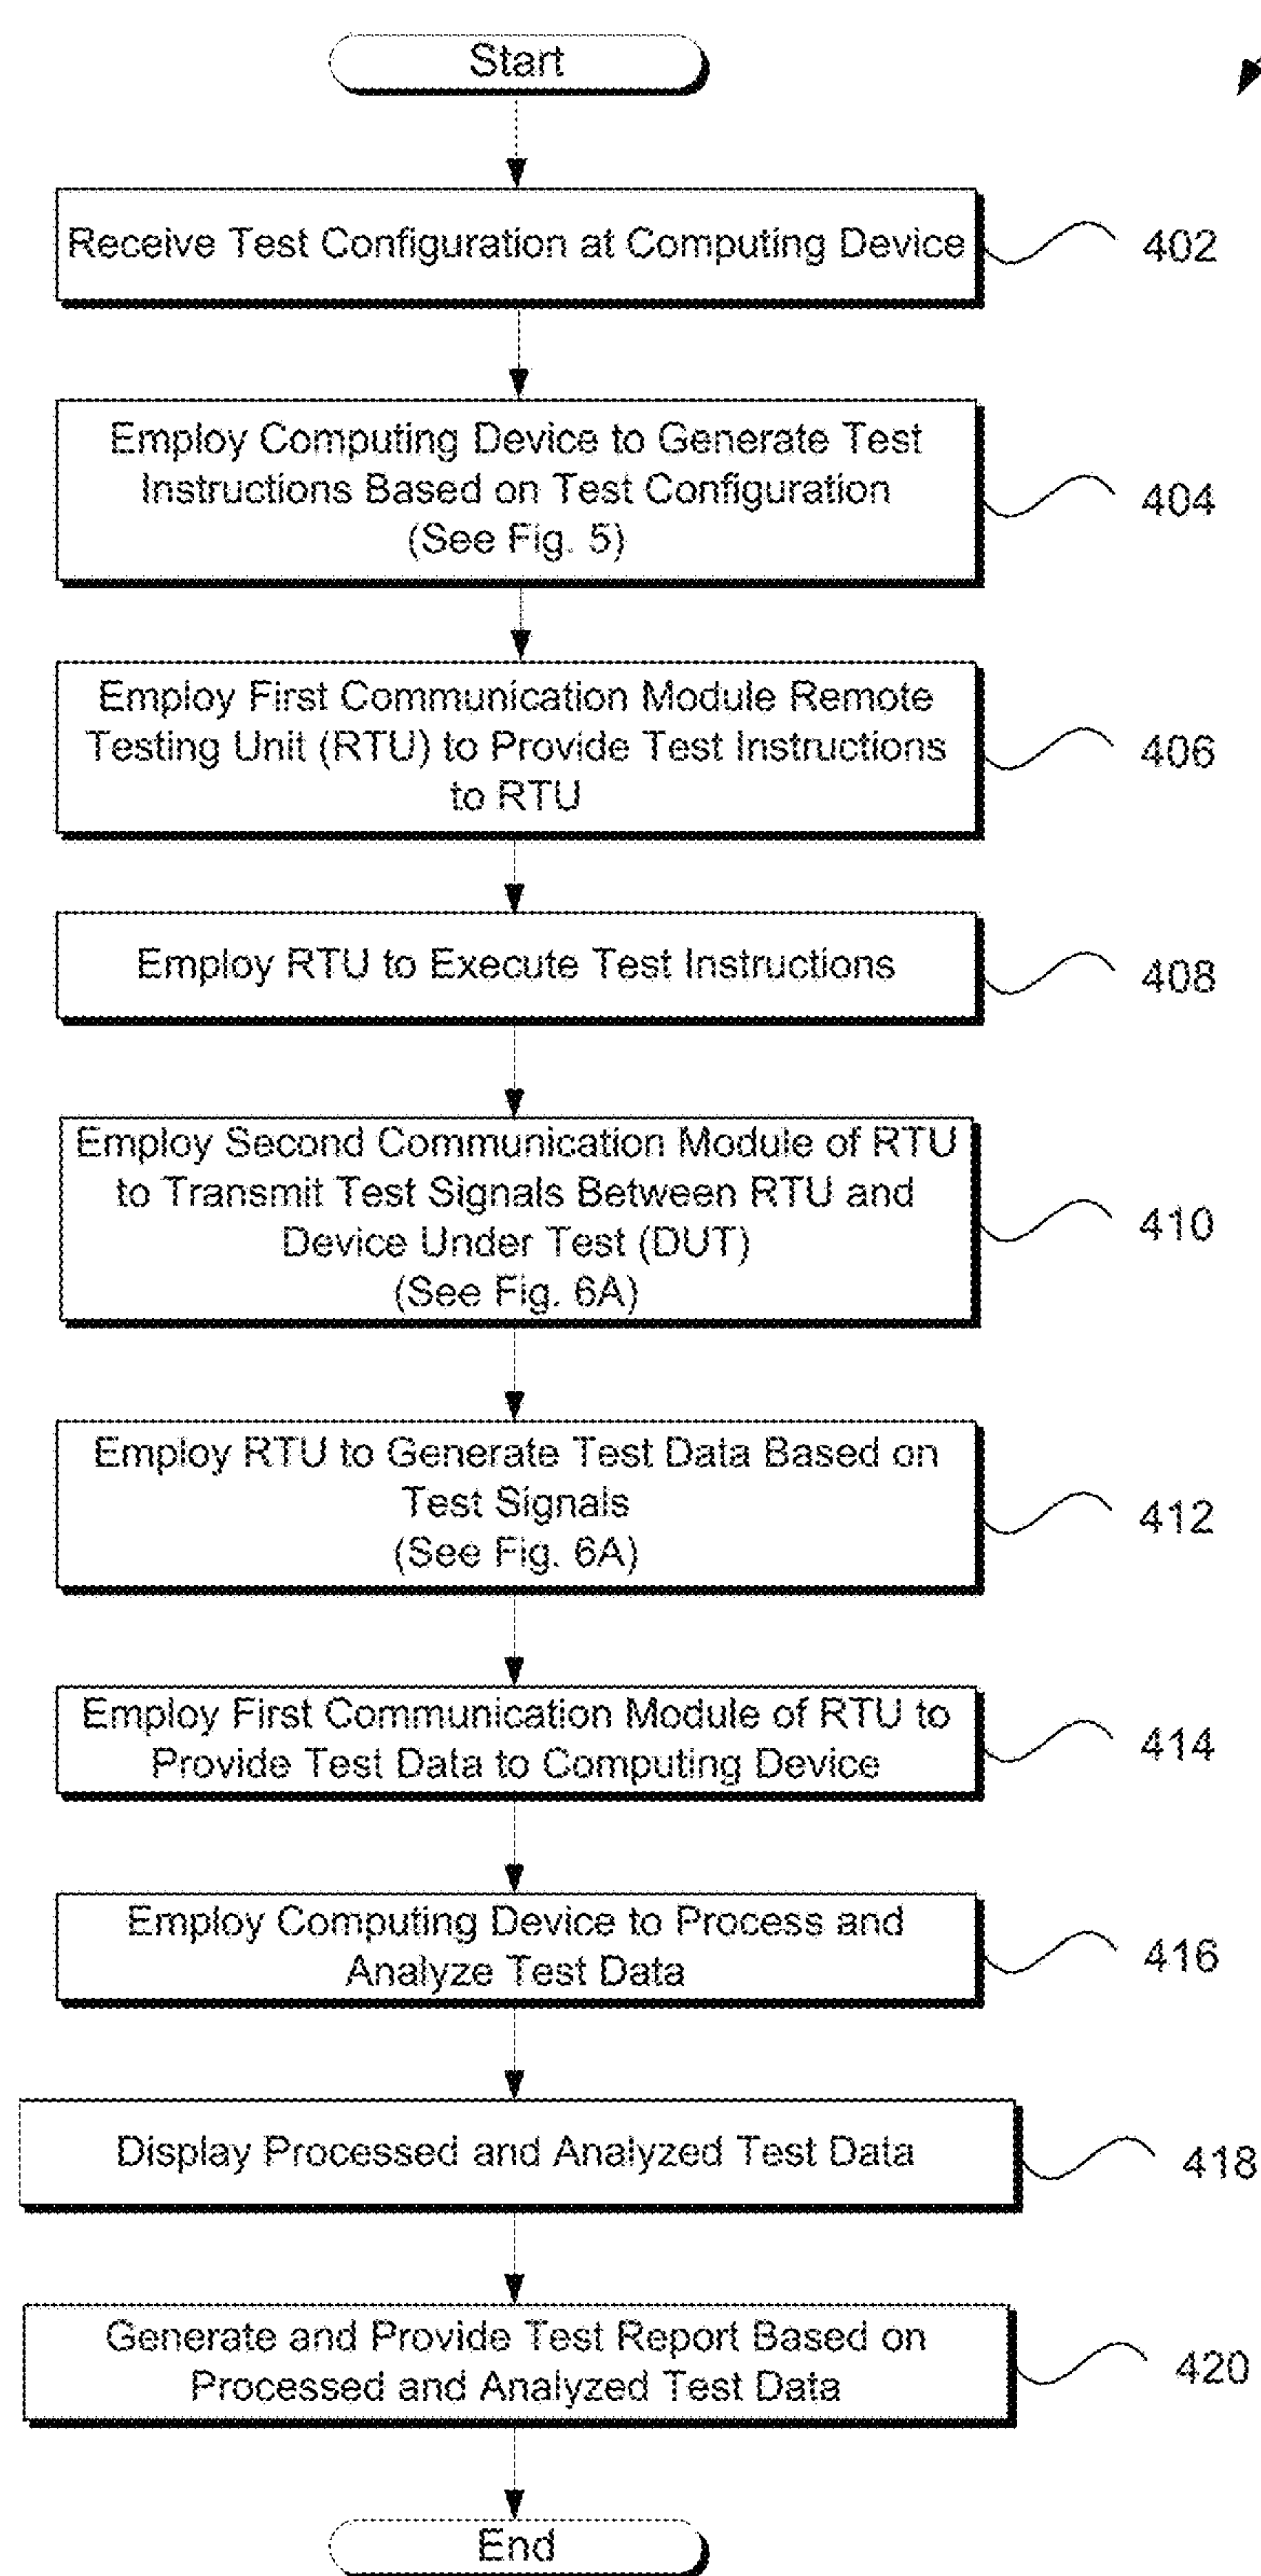 Start
Receive Test Configuration at Computing Device
402
Employ Computing Device to Generate Test
Instructions Based on Test Configuration
(See Fig. 5)
404
Employ First Communication Module Remote
Testing Unit (RTU) to Provide Test Instructions
to RTU
406
Employ RTU to Execute Test Instructions
408
Employ Second Communication Module of RTU
to Transmit Test Signals Between RTU and
Device Under Test (DUT)
(See Fig. 6A)
410
Employ RTU to Generate Test Data Based on
Test Signals
(See Fig. 6A)
412
Employ First Communication Module of RTU to
Provide Test Data to Computing Device
414
Employ Computing Device to Process and
Analyze Test Data
416
Display Processed and Analyzed Test Data
418
Generate and Provide Test Report Based on
Processed and Analyzed Test Data
420
End